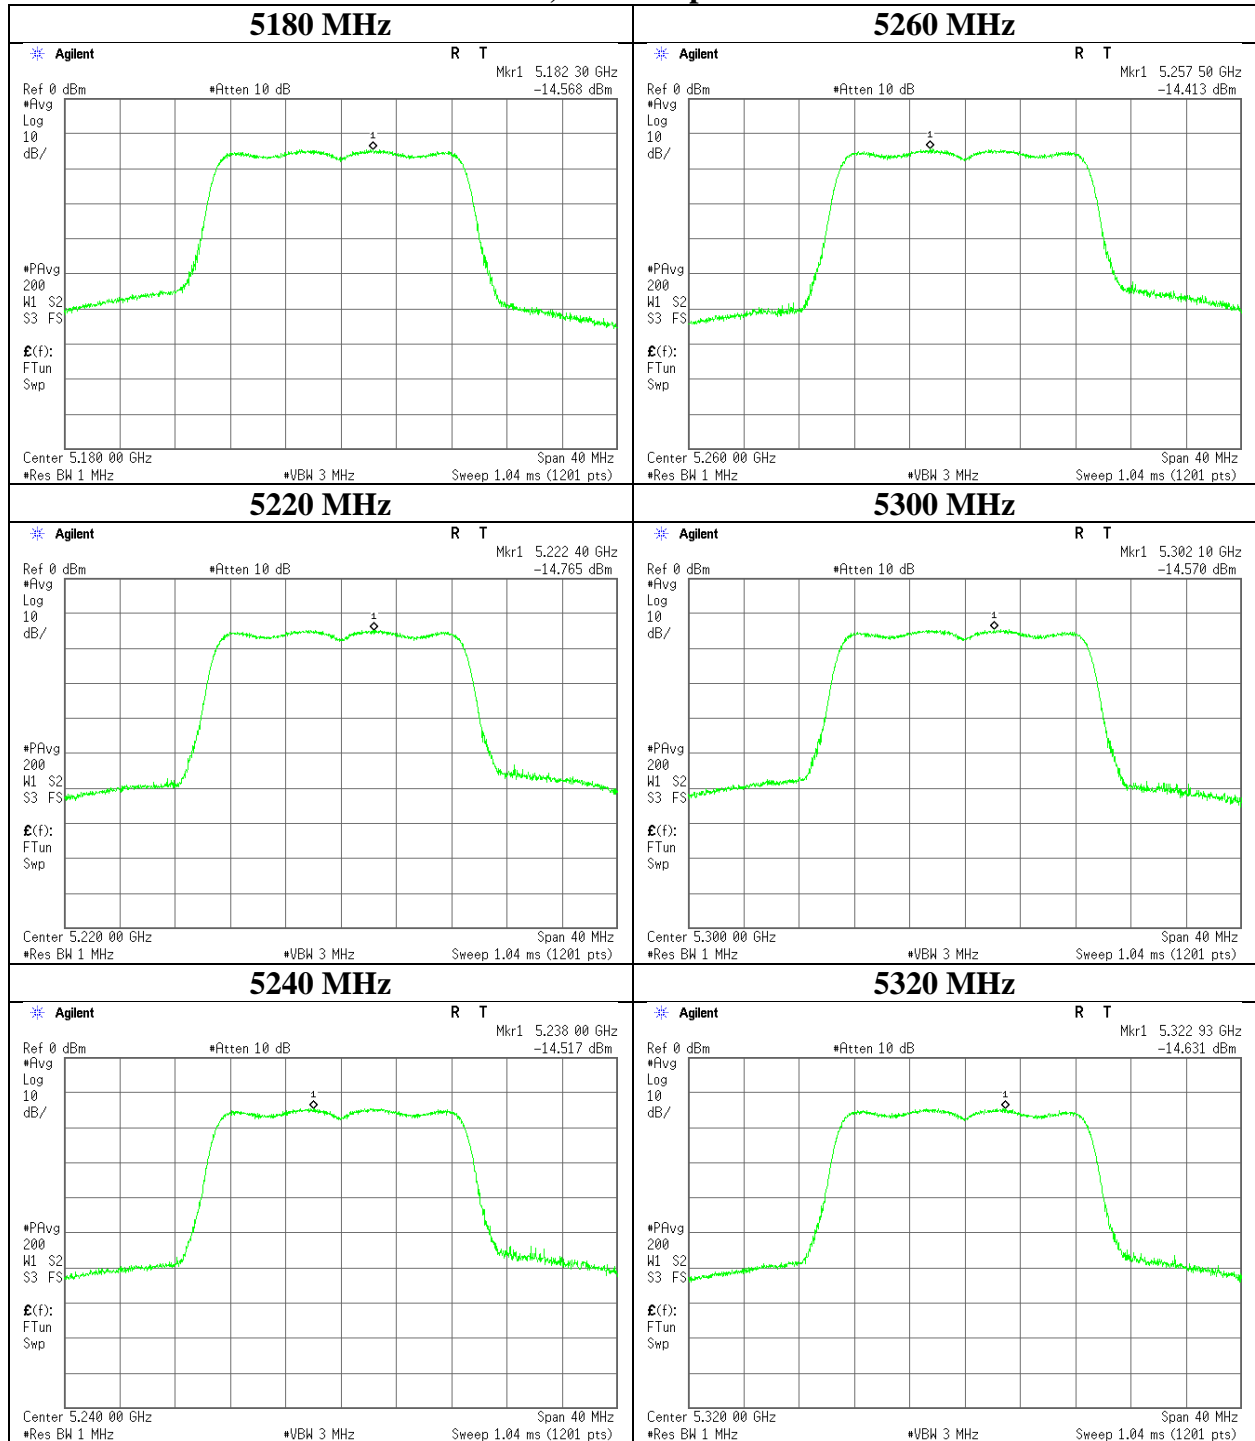 5180 MHz
Agilent
R T
Mkr1 5.182 30 GHz
Ref 0 dBm #Atten 10 dB -14.568 dBm
#Avg
Log
10
dB/
1
#PAvg
200
W1 S2
S3 FS
£(f):
FTun
Swp
Center 5.180 00 GHz Span 40 MHz
#Res BW 1 MHz #VBW 3 MHz Sweep 1.04 ms (1201 pts)
5260 MHz
Agilent
R T
Mkr1 5.257 50 GHz
Ref 0 dBm #Atten 10 dB -14.413 dBm
#Avg
Log
10
dB/
1
#PAvg
200
W1 S2
S3 FS
£(f):
FTun
Swp
Center 5.260 00 GHz Span 40 MHz
#Res BW 1 MHz #VBW 3 MHz Sweep 1.04 ms (1201 pts)
5220 MHz
Agilent
R T
Mkr1 5.222 40 GHz
Ref 0 dBm #Atten 10 dB -14.765 dBm
#Avg
Log
10
dB/
1
#PAvg
200
W1 S2
S3 FS
£(f):
FTun
Swp
Center 5.220 00 GHz Span 40 MHz
#Res BW 1 MHz #VBW 3 MHz Sweep 1.04 ms (1201 pts)
5300 MHz
Agilent
R T
Mkr1 5.302 10 GHz
Ref 0 dBm #Atten 10 dB -14.570 dBm
#Avg
Log
10
dB/
1
#PAvg
200
W1 S2
S3 FS
£(f):
FTun
Swp
Center 5.300 00 GHz Span 40 MHz
#Res BW 1 MHz #VBW 3 MHz Sweep 1.04 ms (1201 pts)
5240 MHz
Agilent
R T
Mkr1 5.238 00 GHz
Ref 0 dBm #Atten 10 dB -14.517 dBm
#Avg
Log
10
dB/
1
#PAvg
200
W1 S2
S3 FS
£(f):
FTun
Swp
Center 5.240 00 GHz Span 40 MHz
#Res BW 1 MHz #VBW 3 MHz Sweep 1.04 ms (1201 pts)
5320 MHz
Agilent
R T
Mkr1 5.322 93 GHz
Ref 0 dBm #Atten 10 dB -14.631 dBm
#Avg
Log
10
dB/
1
#PAvg
200
W1 S2
S3 FS
£(f):
FTun
Swp
Center 5.320 00 GHz Span 40 MHz
#Res BW 1 MHz #VBW 3 MHz Sweep 1.04 ms (1201 pts)